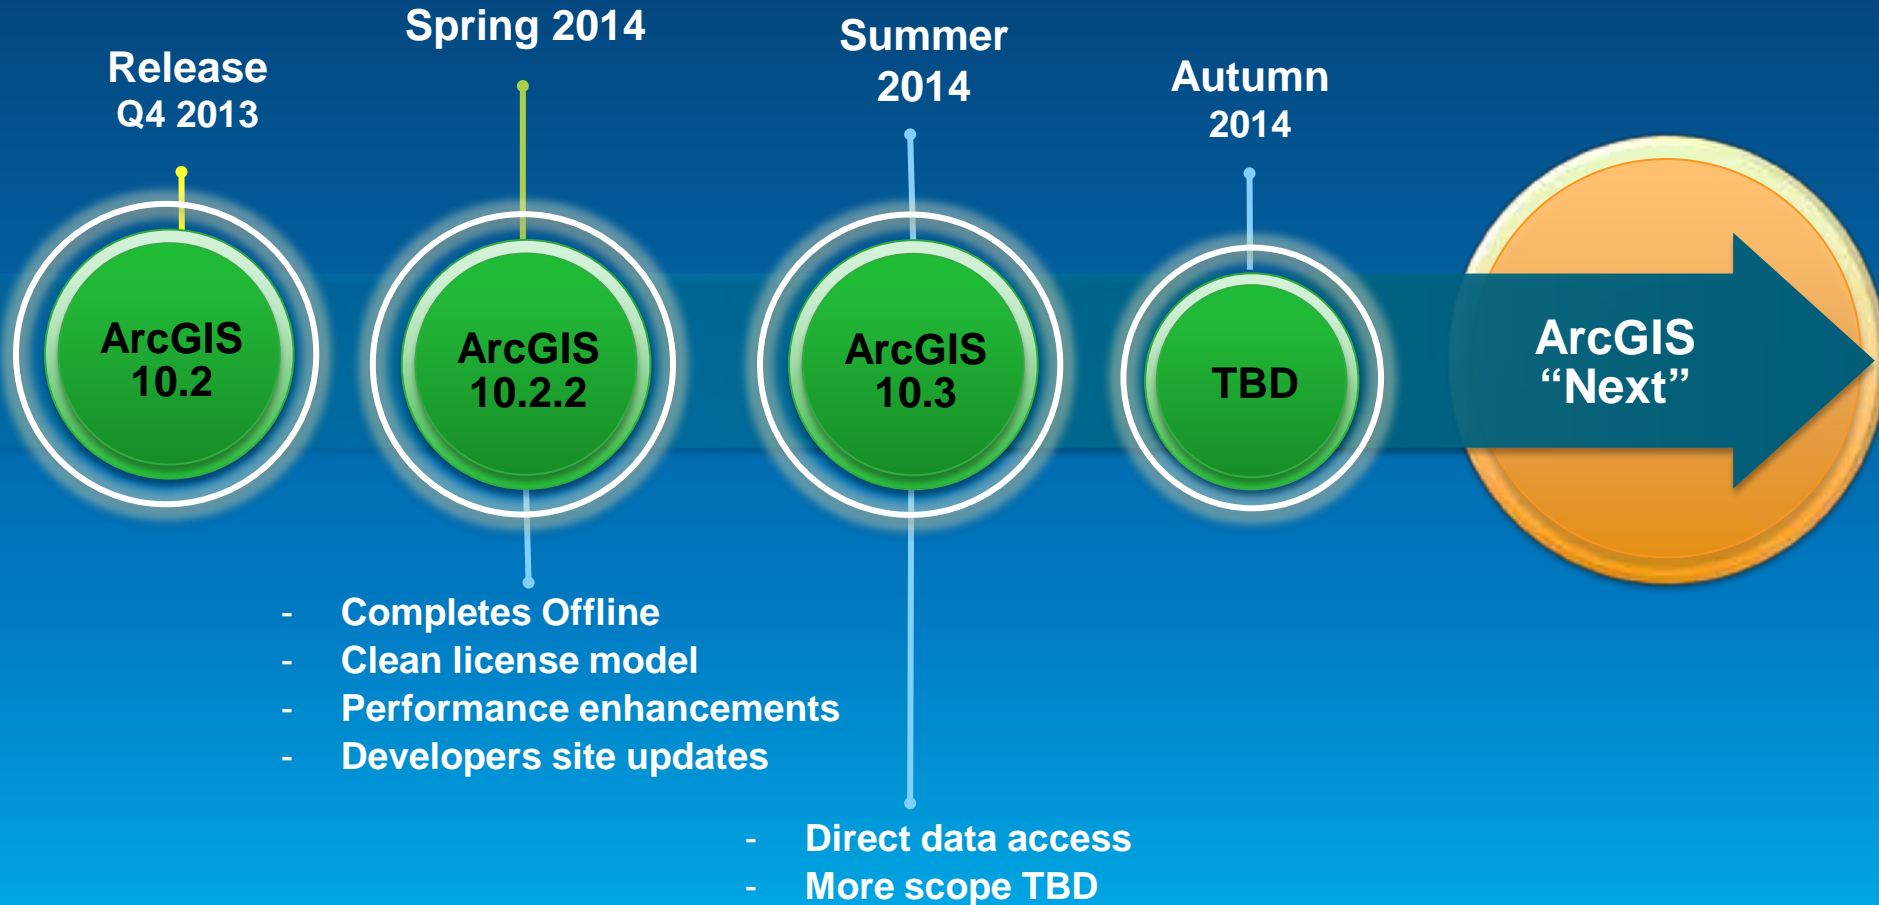 Release
Q4 2013
Spring 2014
Summer
2014
Autumn
2014
ArcGIS
10.2
ArcGIS
10.2.2
ArcGIS
10.3
TBD
ArcGIS
“Next”
- Completes Offline
- Clean license model
- Performance enhancements
- Developers site updates
- Direct data access
- More scope TBD